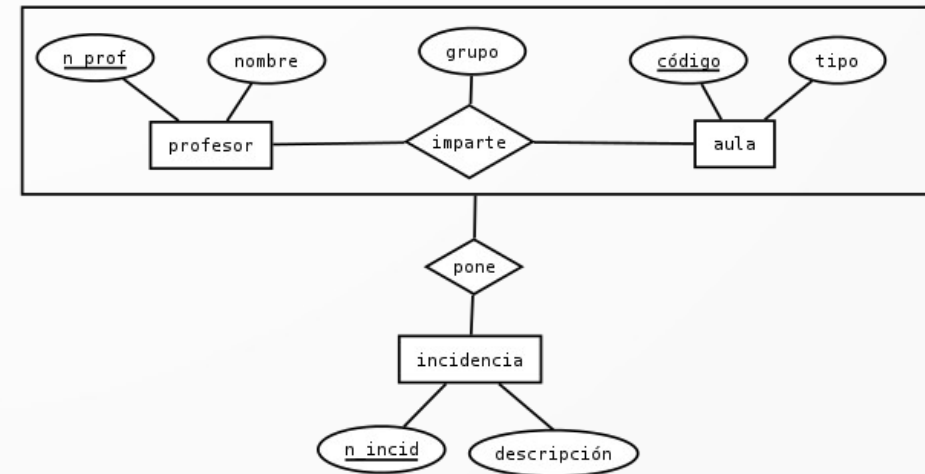 n_prof
nombre
grupo
código
tipo
profesor
imparte
aula
pone
incidencia
n_incid
descripción